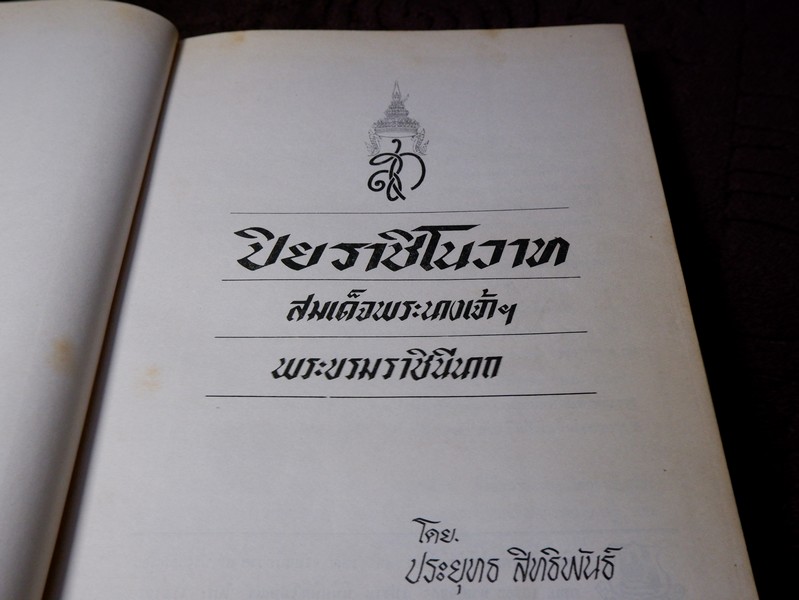 ส
ปิยราชินีโนวาท
สมเด็จพระนางเจ้าฯ
พระบรมราชินีนาถ
โดย.
ประยุทธ สิทธิพันธ์